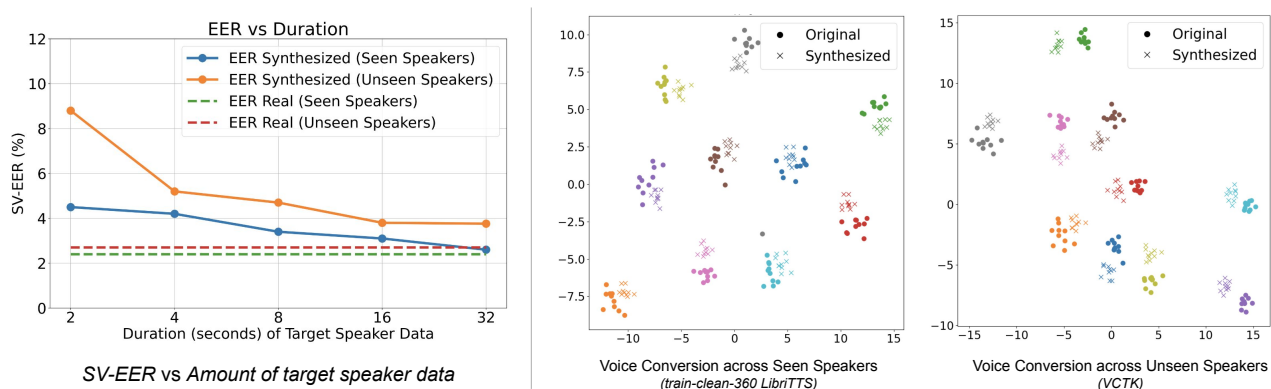 EER vs Duration
12
10
8
6
4
2
0
SV-EER (%)
EER Synthesized (Seen Speakers)
EER Synthesized (Unseen Speakers)
EER Real (Seen Speakers)
EER Real (Unseen Speakers)
2 4 8 16 32
Duration (seconds) of Target Speaker Data
SV-EER vs Amount of target speaker data
10.0
7.5
5.0
2.5
0.0
−2.5
−5.0
−7.5
Original
Synthesized
−10 −5 0 5 10 15
Voice Conversion across Seen Speakers
(train-clean-360 LibriTTS)
15
10
5
0
−5
−10
Original
Synthesized
−15 −10 −5 0 5 10 15
Voice Conversion across Unseen Speakers
(VCTK)